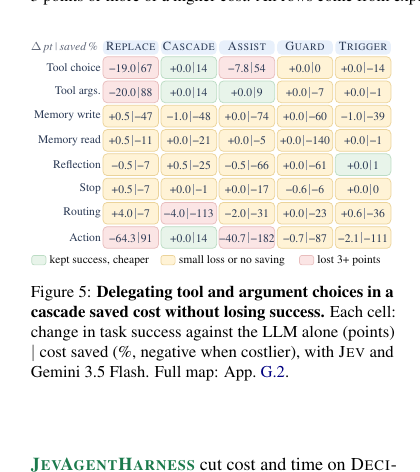 Δ pt | saved % REPLACE CASCADE ASSIST GUARD TRIGGER
Tool choice −19.0|67 +0.0|14 −7.8|54 +0.0|0 +0.0|−14
Tool args. −20.0|88 +0.0|14 +0.0|9 +0.0|−7 +0.0|−1
Memory write +0.5|−47 −1.0|−48 +0.0|−74 +0.0|−60 −1.0|−39
Memory read +0.5|−11 +0.0|−21 +0.0|−5 +0.0|−140 +0.0|−1
Reflection −0.5|−7 +0.5|−25 −0.5|−66 +0.0|−61 +0.0|1
Stop +0.5|−7 +0.0|−1 +0.0|−17 −0.6|−6 +0.0|0
Routing +4.0|−7 −4.0|−113 −2.0|−31 +0.0|−23 +0.6|−36
Action −64.3|91 +0.0|14 −40.7|−182 −0.7|−87 −2.1|−111
kept success, cheaper small loss or no saving lost 3+ points
Figure 5: Delegating tool and argument choices in a
cascade saved cost without losing success. Each cell:
change in task success against the LLM alone (points)
| cost saved (%, negative when costlier), with JEV and
Gemini 3.5 Flash. Full map: App. G.2.
JEVAGENTHARNESS cut cost and time on DECI-